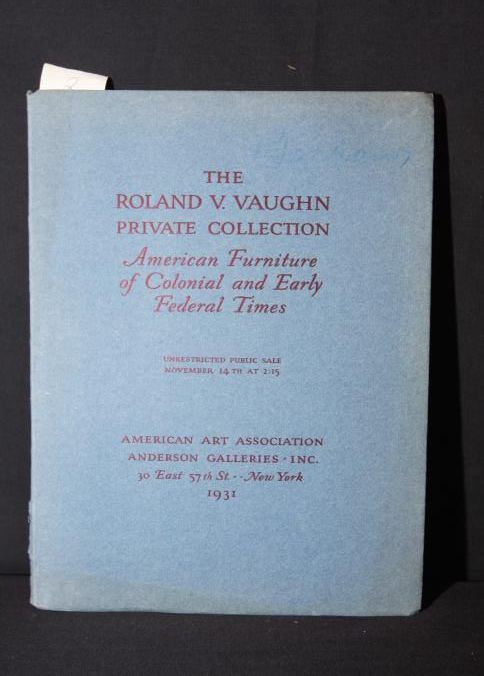 THE
ROLAND V. VAUGHN
PRIVATE COLLECTION
American Furniture
of Colonial and Early
Federal Times
UNRESTRICTED PUBLIC SALE
NOVEMBER 14TH AT 2:15
AMERICAN ART ASSOCIATION
ANDERSON GALLERIES · INC.
30 East 57th St · · New York
1931